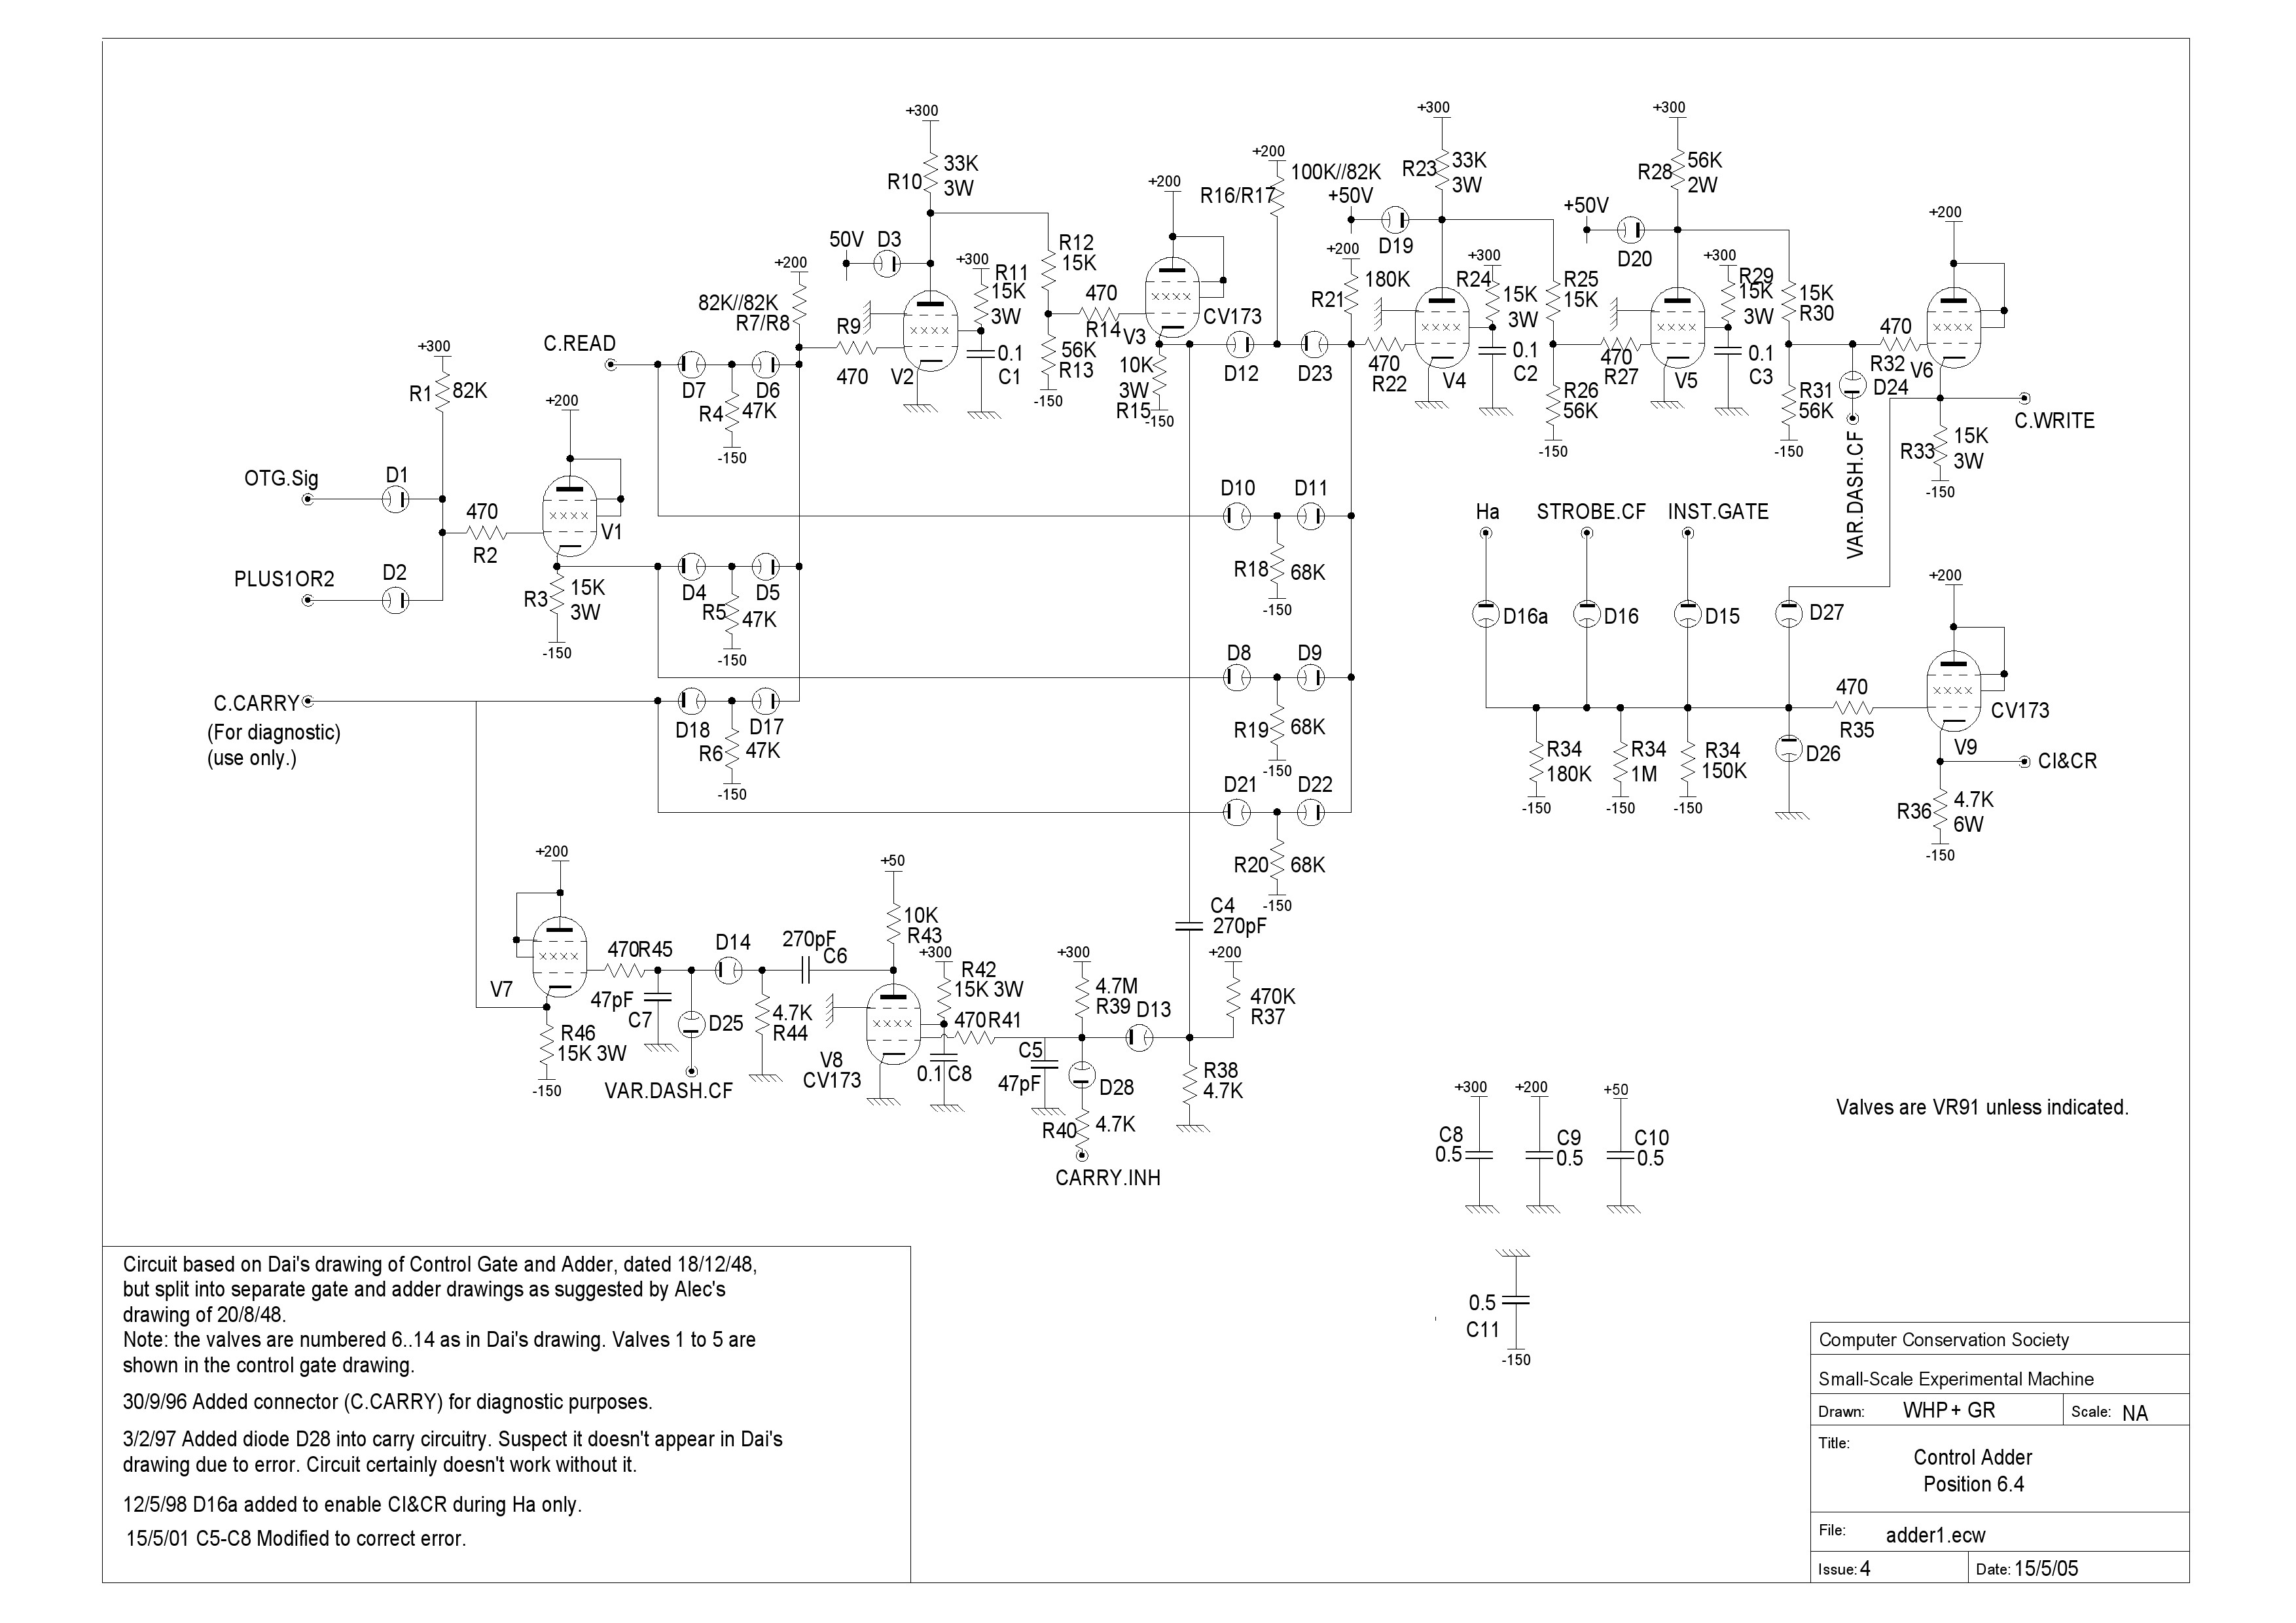 +300
R10
33K
3W
50V
D3
+300
R11
15K
3W
0.1
C1
V2
+200
82K//82K
R7/R8
R9
470
C.READ
D7
D6
R4
47K
-150
+300
R1
82K
+200
OTG.Sig
D1
470
R2
V1
PLUS1OR2
D2
R3
15K
3W
-150
D4
D5
R5
47K
-150
C.CARRY
(For diagnostic)
(use only.)
D18
D17
R6
47K
-150
R12
15K
470
R14
56K
R13
-150
+200
V3
CV173
10K
3W
R15
-150
+200
R16/R17
100K//82K
D12
D23
+50V
D19
+300
R23
33K
3W
+200
180K
R21
470
R22
V4
+300
R24
15K
3W
0.1
C2
R25
15K
R26
56K
-150
+50V
D20
+300
R28
56K
2W
470
R27
V5
+300
R29
15K
3W
0.1
C3
15K
R30
R31
56K
-150
D24
VAR.DASH.CF
470
R32
V6
+200
C.WRITE
R33
15K
3W
-150
D10
D11
R18
68K
-150
D8
D9
R19
68K
-150
D21
D22
R20
68K
-150
Ha
STROBE.CF
INST.GATE
D16a
D16
D15
D27
R34
180K
-150
R34
1M
-150
R34
150K
-150
D26
470
R35
+200
CV173
V9
CI&CR
R36
4.7K
6W
-150
+200
V7
470R45
47pF
C7
R46
15K 3W
-150
D14
D25
VAR.DASH.CF
270pF
C6
4.7K
R44
+50
10K
R43
V8
CV173
+300
R42
15K 3W
470R41
0.1 C8
+300
4.7M
R39
D13
C5
47pF
D28
R40
4.7K
CARRY.INH
C4
270pF
+200
470K
R37
R38
4.7K
+300
C8
0.5
+200
C9
0.5
+50
C10
0.5
0.5
C11
-150
Valves are VR91 unless indicated.
Circuit based on Dai's drawing of Control Gate and Adder, dated 18/12/48,
but split into separate gate and adder drawings as suggested by Alec's
drawing of 20/8/48.
Note: the valves are numbered 6..14 as in Dai's drawing. Valves 1 to 5 are
shown in the control gate drawing.
30/9/96 Added connector (C.CARRY) for diagnostic purposes.
3/2/97 Added diode D28 into carry circuitry. Suspect it doesn't appear in Dai's
drawing due to error. Circuit certainly doesn't work without it.
12/5/98 D16a added to enable CI&CR during Ha only.
15/5/01 C5-C8 Modified to correct error.
Computer Conservation Society
Small-Scale Experimental Machine
Drawn: WHP+ GR
Scale: NA
Title:
Control Adder
Position 6.4
File: adder1.ecw
Issue: 4
Date: 15/5/05